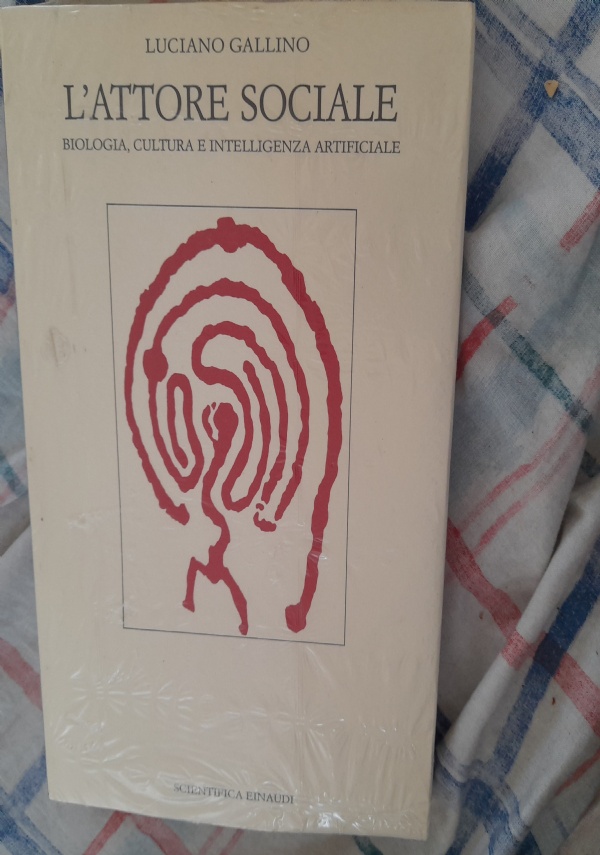 LUCIANO GALLINO
L'ATTORE SOCIALE
BIOLOGIA, CULTURA E INTELLIGENZA ARTIFICIALE
SCIENTIFICA EINAUDI